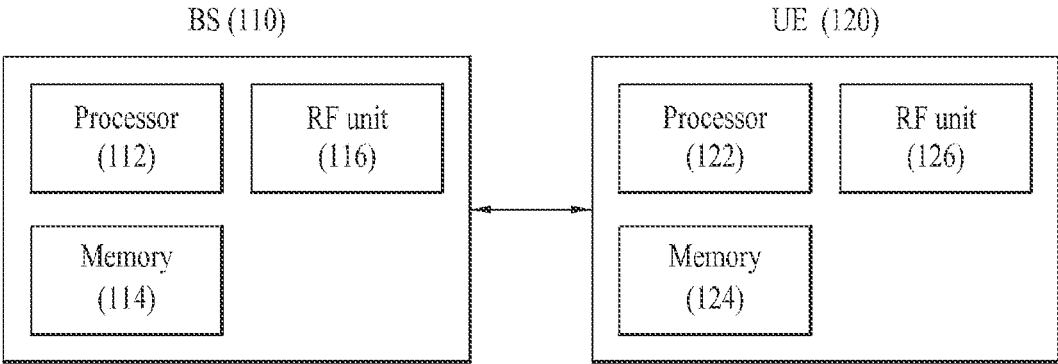 BS (110)
UE (120)
Processor
(112)
RF unit
(116)
Memory
(114)
Processor
(122)
RF unit
(126)
Memory
(124)